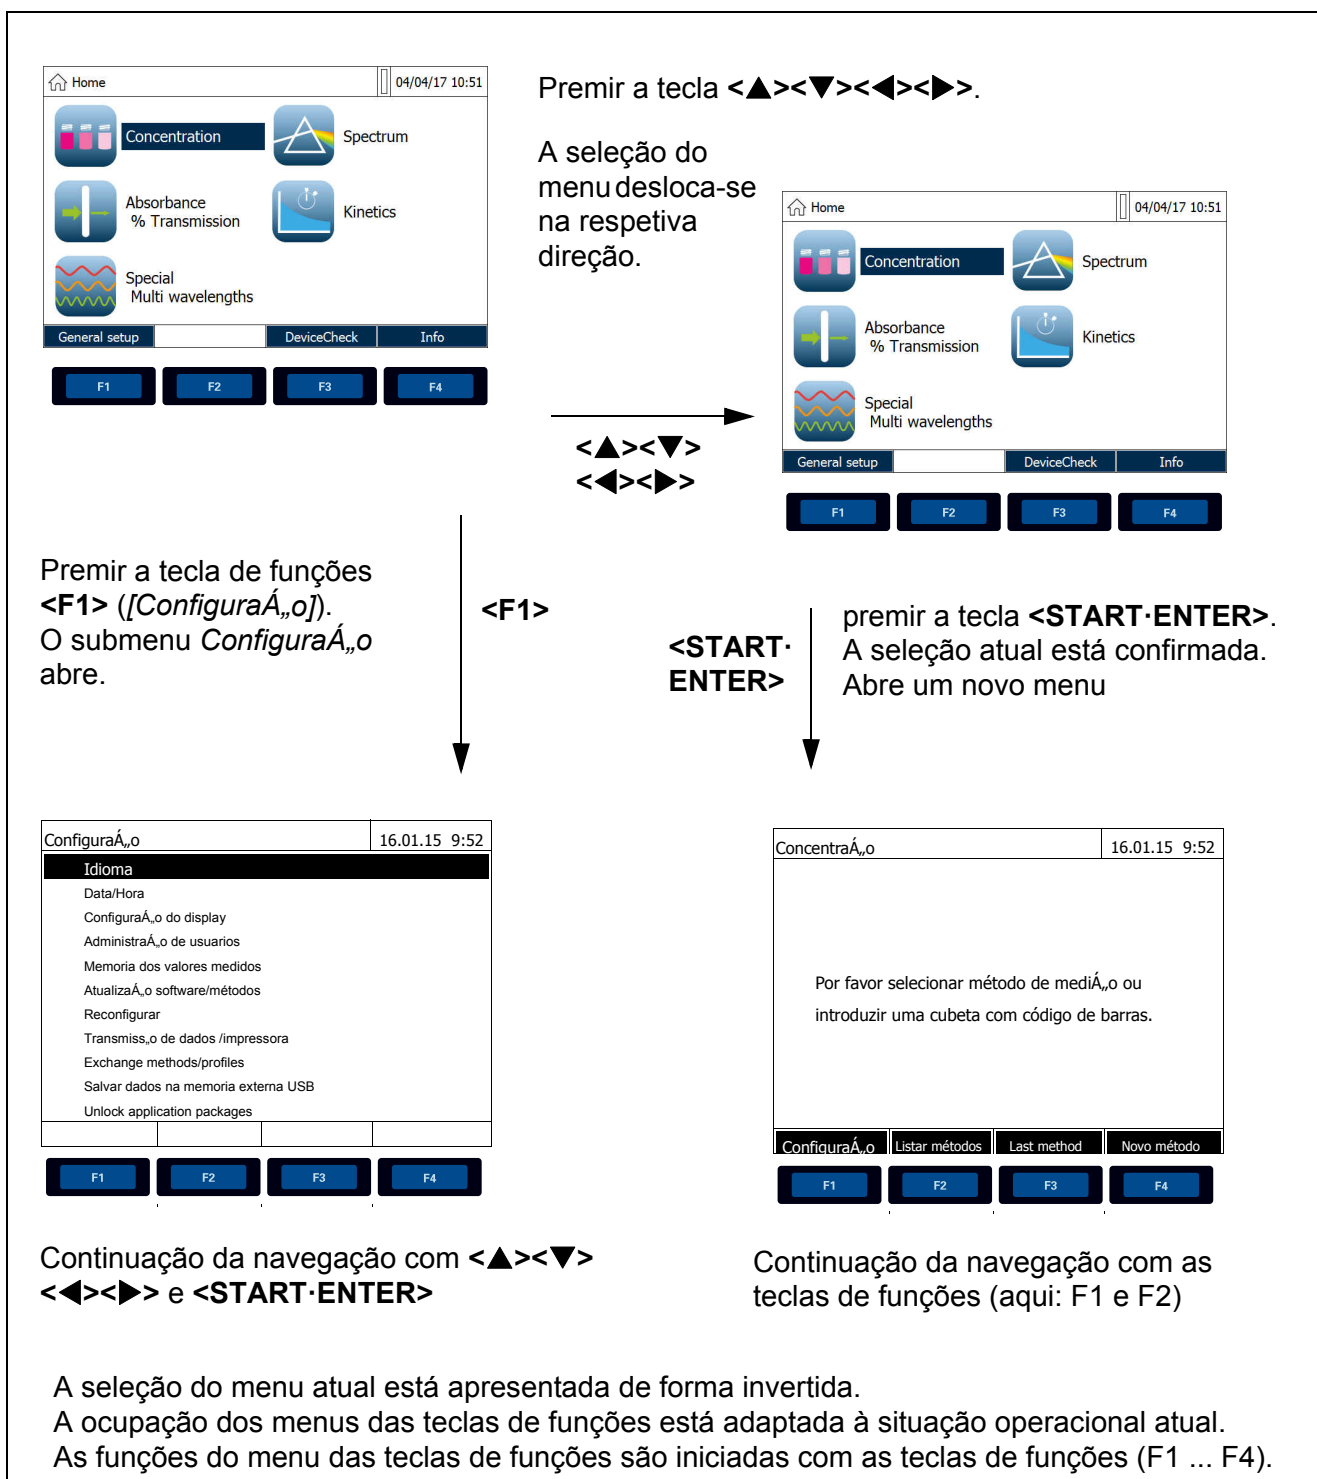 Home 04/04/17 10:51
Concentration Spectrum
Absorbance
% Transmission Kinetics
Special
Multi wavelengths
General setup DeviceCheck Info
F1 F2 F3 F4
Premir a tecla <▲><▼><◀><▶>.
A seleção do
menu desloca-se
na respetiva
direção.
Home 04/04/17 10:51
Concentration Spectrum
Absorbance
% Transmission Kinetics
Special
Multi wavelengths
General setup DeviceCheck Info
F1 F2 F3 F4
<▲><▼>
<◀><▶>
Premir a tecla de funções
<F1> ([ConfiguraÁ„o]).
O submenu ConfiguraÁ„o
abre.
<F1>
<START·
ENTER>
premir a tecla <START·ENTER>.
A seleção atual está confirmada.
Abre um novo menu
ConfiguraÁ„o 16.01.15 9:52
Idioma
Data/Hora
ConfiguraÁ„o do display
AdministraÁ„o de usuarios
Memoria dos valores medidos
AtualizaÁ„o software/métodos
Reconfigurar
Transmiss„o de dados /impressora
Exchange methods/profiles
Salvar dados na memoria externa USB
Unlock application packages
F1 F2 F3 F4
ConcentraÁ„o 16.01.15 9:52
Por favor selecionar método de mediÁ„o ou
introduzir uma cubeta com código de barras.
ConfiguraÁ„o Listar métodos Last method Novo método
F1 F2 F3 F4
Continuação da navegação com <▲><▼>
<◀><▶> e <START·ENTER>
Continuação da navegação com as
teclas de funções (aqui: F1 e F2)
A seleção do menu atual está apresentada de forma invertida.
A ocupação dos menus das teclas de funções está adaptada à situação operacional atual.
As funções do menu das teclas de funções são iniciadas com as teclas de funções (F1 ... F4).